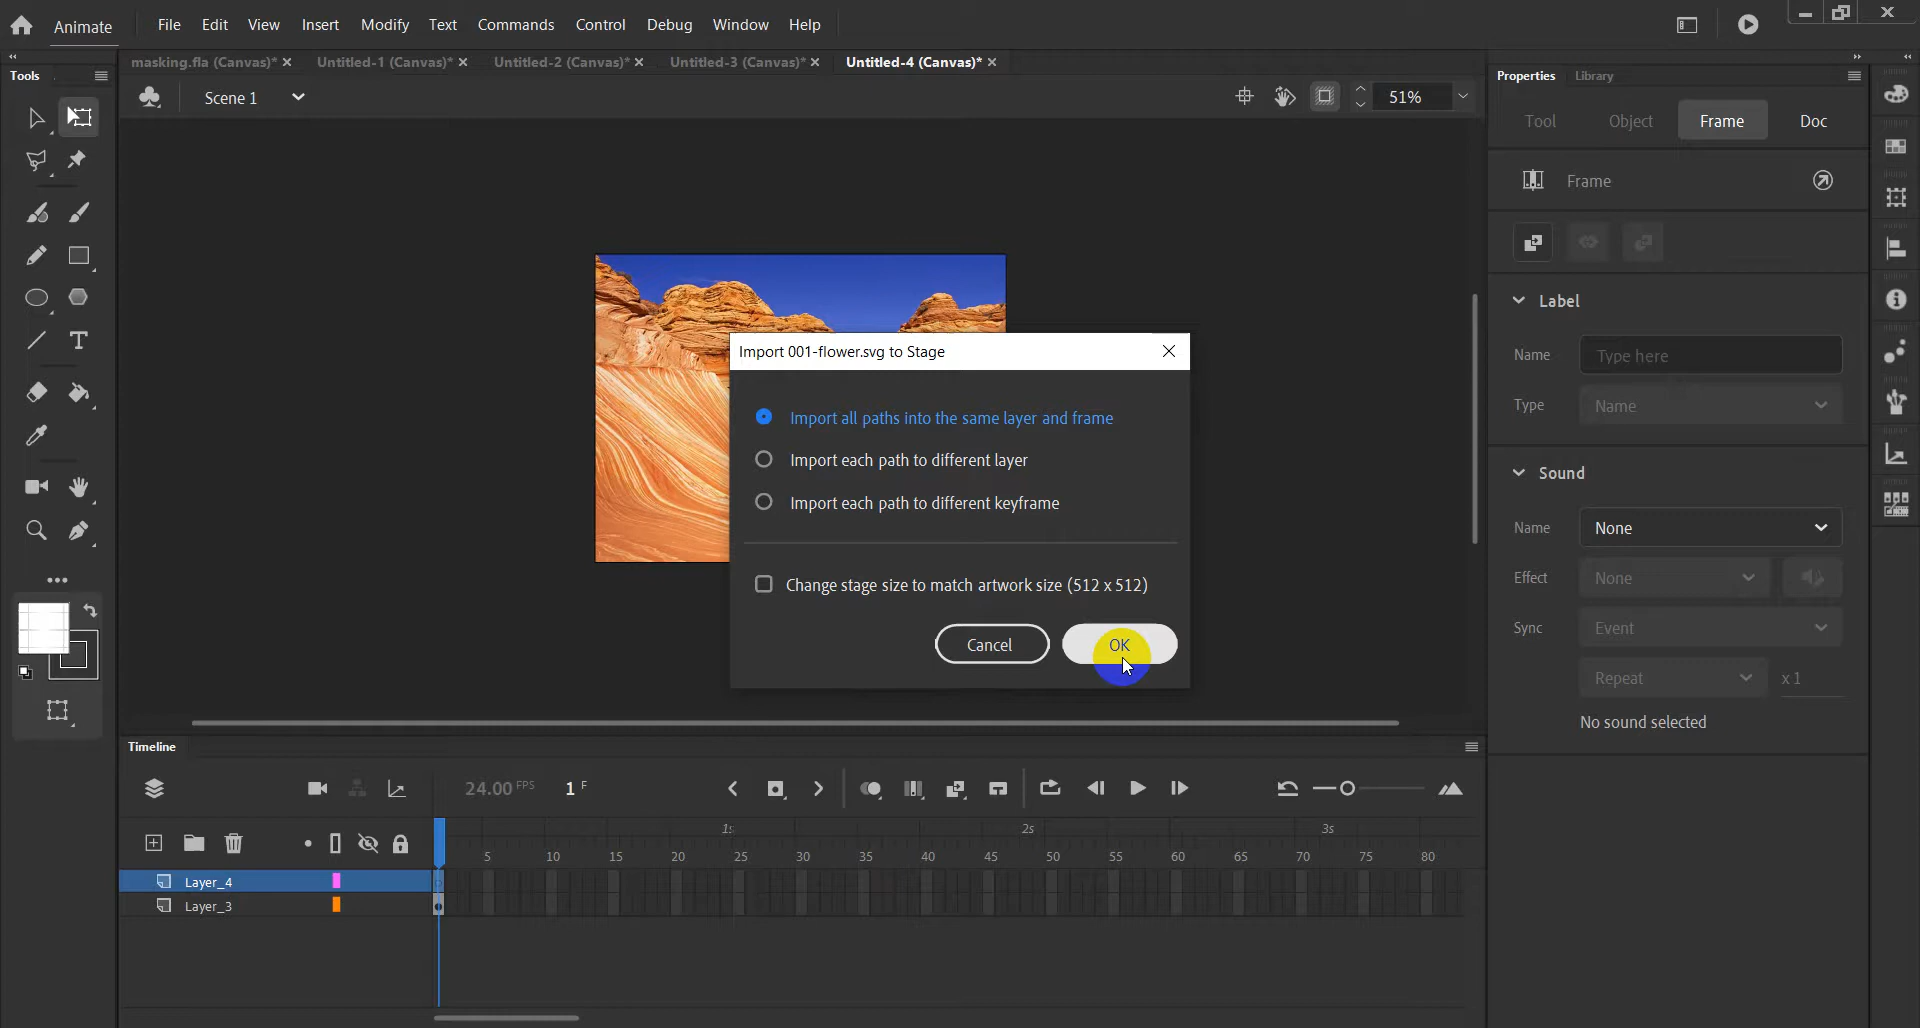 Animate File Edit View Insert Modify Text Commands Control Debug Window Help
masking.fla (Canvas)* Untitled-1 (Canvas)* Untitled-2 (Canvas)* Untitled-3 (Canvas)* Untitled-4 (Canvas)*
Tools
Scene 1
51%
Properties Library
Tool Object Frame Doc
Frame
Label
Name Type here
Type Name
Sound
Name None
Effect None
Sync Event
Repeat x 1
No sound selected
Import 001-flower.svg to Stage
Import all paths into the same layer and frame
Import each path to different layer
Import each path to different keyframe
Change stage size to match artwork size (512 x 512)
Cancel OK
Timeline
24.00 FPS 1 F
1s 2s 3s
5 10 15 20 25 30 35 40 45 50 55 60 65 70 75 80
Layer_4
Layer_3